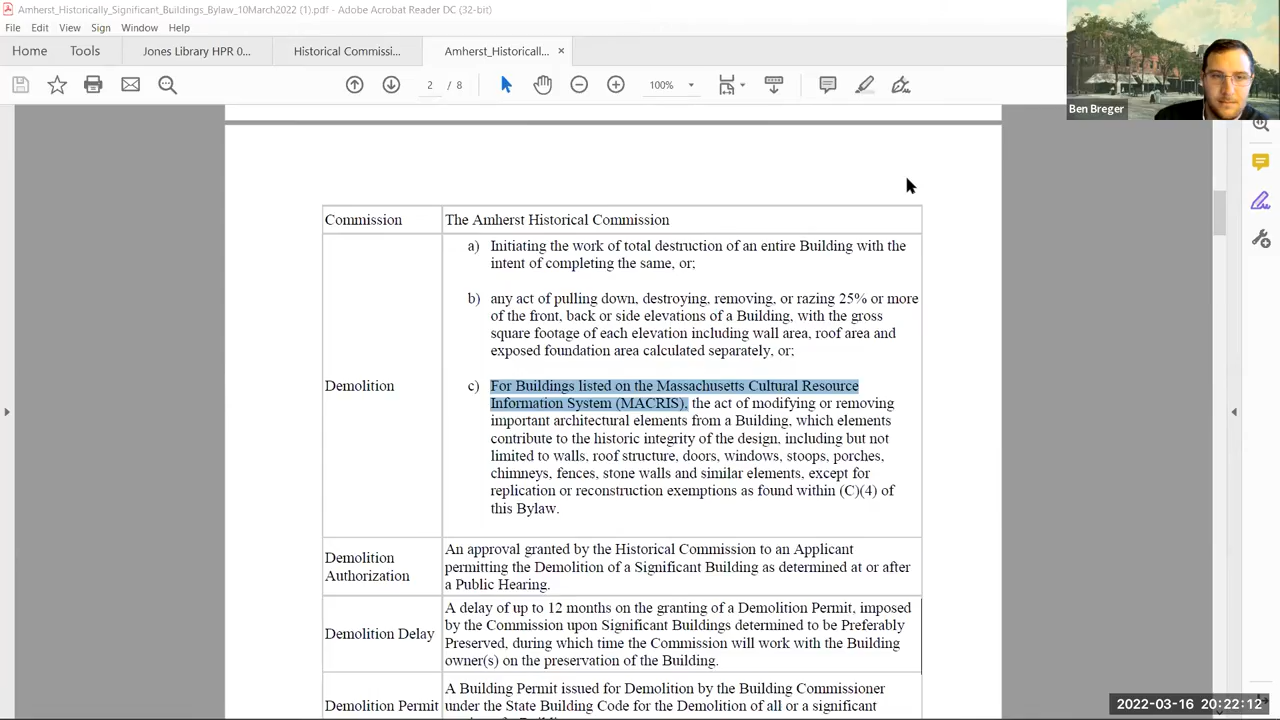 Amherst_Historically_Significant_Buildings_Bylaw_10March2022 (1).pdf - Adobe Acrobat Reader DC (32-bit)
File Edit View Sign Window Help
Home Tools Jones Library HPR 0... Historical Commissi... Amherst_Historicall... ×
2 / 8 100%
Ben Breger
Commission The Amherst Historical Commission
a) Initiating the work of total destruction of an entire Building with the
intent of completing the same, or;
b) any act of pulling down, destroying, removing, or razing 25% or more
of the front, back or side elevations of a Building, with the gross
square footage of each elevation including wall area, roof area and
exposed foundation area calculated separately, or;
Demolition c) For Buildings listed on the Massachusetts Cultural Resource
Information System (MACRIS), the act of modifying or removing
important architectural elements from a Building, which elements
contribute to the historic integrity of the design, including but not
limited to walls, roof structure, doors, windows, stoops, porches,
chimneys, fences, stone walls and similar elements, except for
replication or reconstruction exemptions as found within (C)(4) of
this Bylaw.
Demolition
Authorization
An approval granted by the Historical Commission to an Applicant
permitting the Demolition of a Significant Building as determined at or after
a Public Hearing.
Demolition Delay
A delay of up to 12 months on the granting of a Demolition Permit, imposed
by the Commission upon Significant Buildings determined to be Preferably
Preserved, during which time the Commission will work with the Building
owner(s) on the preservation of the Building.
Demolition Permit
A Building Permit issued for Demolition by the Building Commissioner
under the State Building Code for the Demolition of all or a significant
2022-03-16 20:22:12